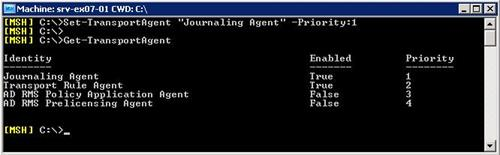 Machine: srv-ex07-01 CWD: C:\
[MSH] C:\>Set-TransportAgent "Journaling Agent" -Priority:1
[MSH] C:\>
[MSH] C:\>Get-TransportAgent
Identity Enabled Priority
-------- ------- --------
Journaling Agent True 1
Transport Rule Agent True 2
AD RMS Policy Application Agent False 3
AD RMS Prelicensing Agent False 4
[MSH] C:\>_